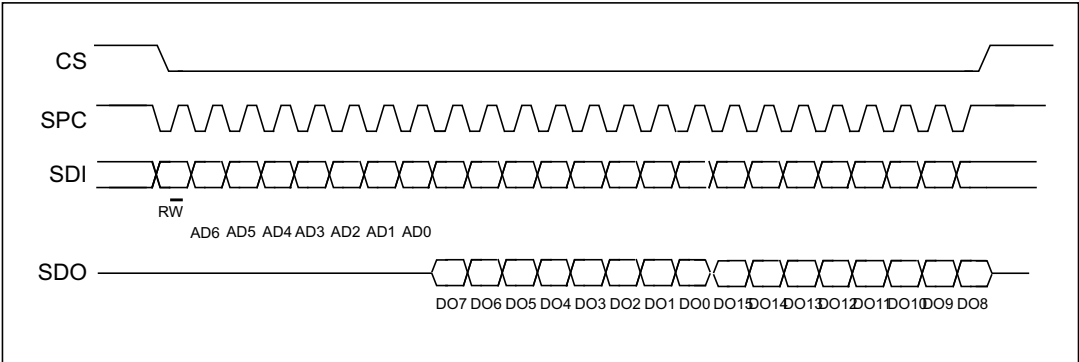 CS
SPC
SDI
RW
AD6 AD5 AD4 AD3 AD2 AD1 AD0
SDO
DO7 DO6 DO5 DO4 DO3 DO2 DO1 DO0 DO15 DO14 DO13 DO12 DO11 DO10 DO9 DO8